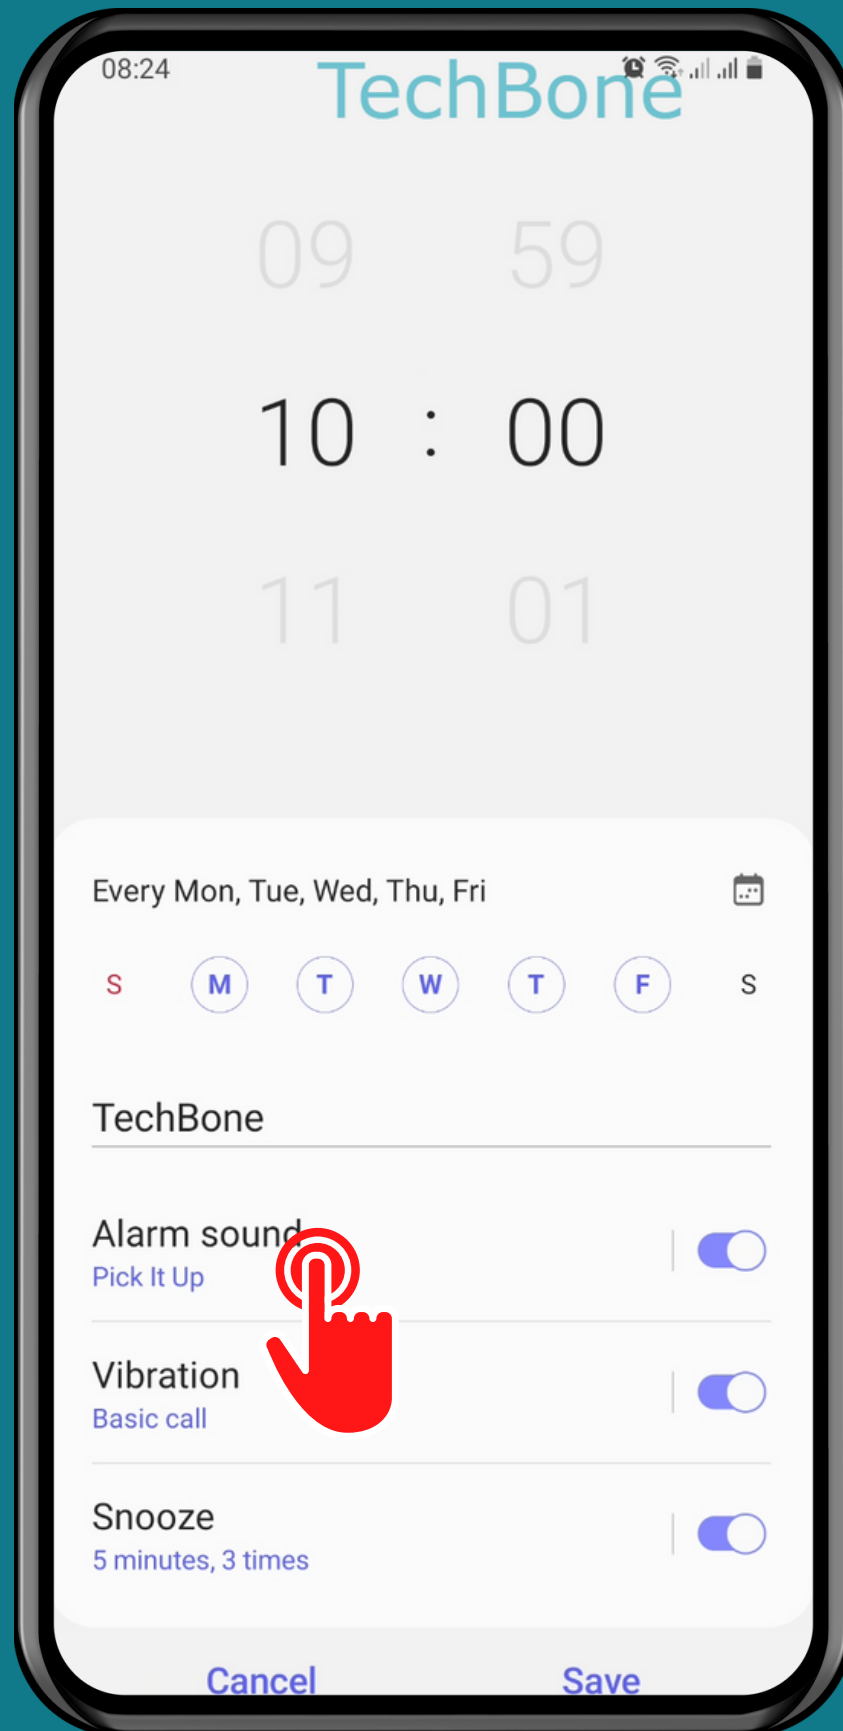 08:24
TechBone
09 59
10 : 00
11 01
Every Mon, Tue, Wed, Thu, Fri
S M T W T F S
TechBone
Alarm sound
Pick It Up
Vibration
Basic call
Snooze
5 minutes, 3 times
Cancel Save